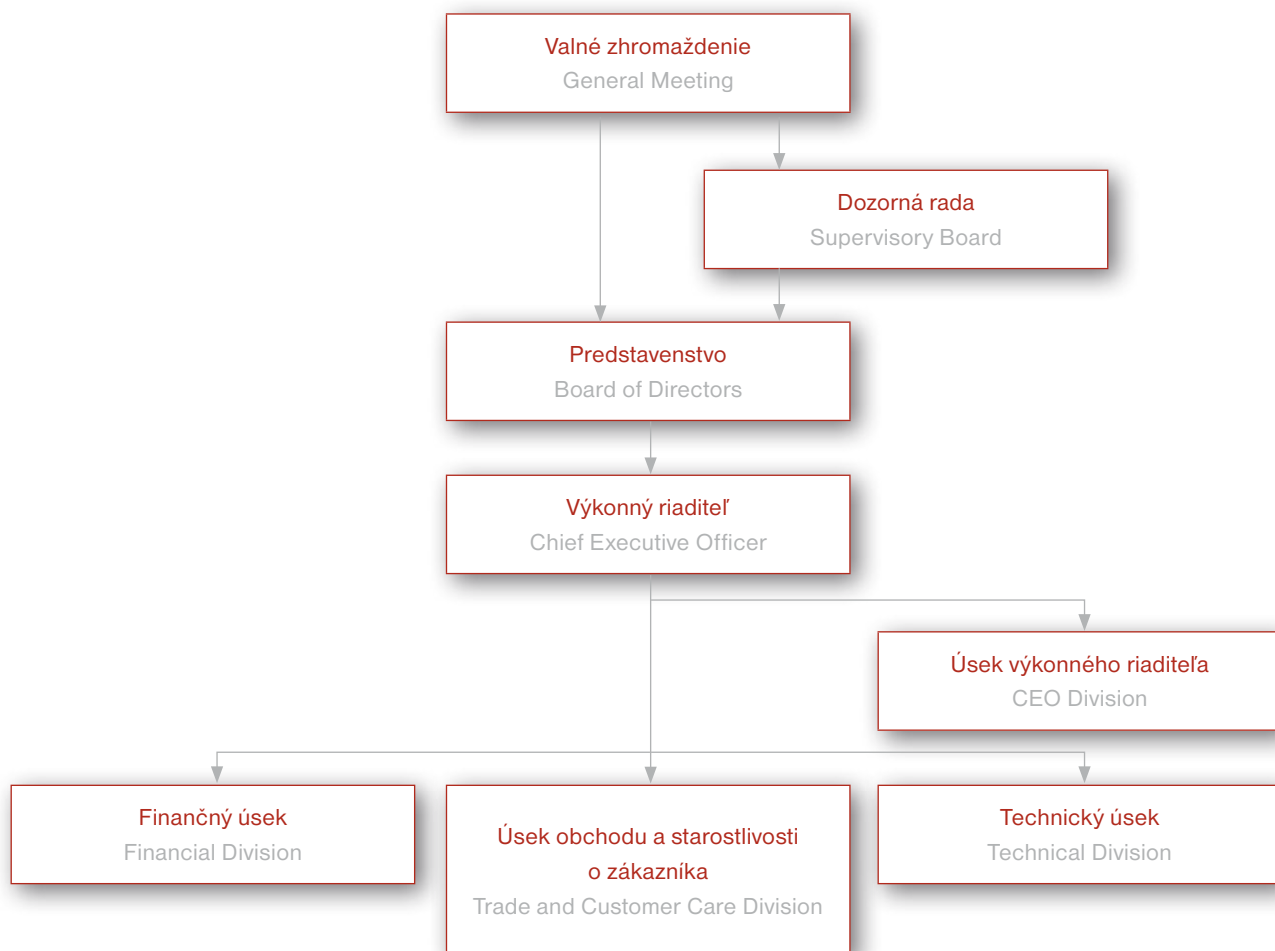 Valné zhromaždenie
General Meeting
Dozorná rada
Supervisory Board
Predstavenstvo
Board of Directors
Výkonný riaditeľ
Chief Executive Officer
Úsek výkonného riaditeľa
CEO Division
Finančný úsek
Financial Division
Úsek obchodu a starostlivosti
o zákazníka
Trade and Customer Care Division
Technický úsek
Technical Division